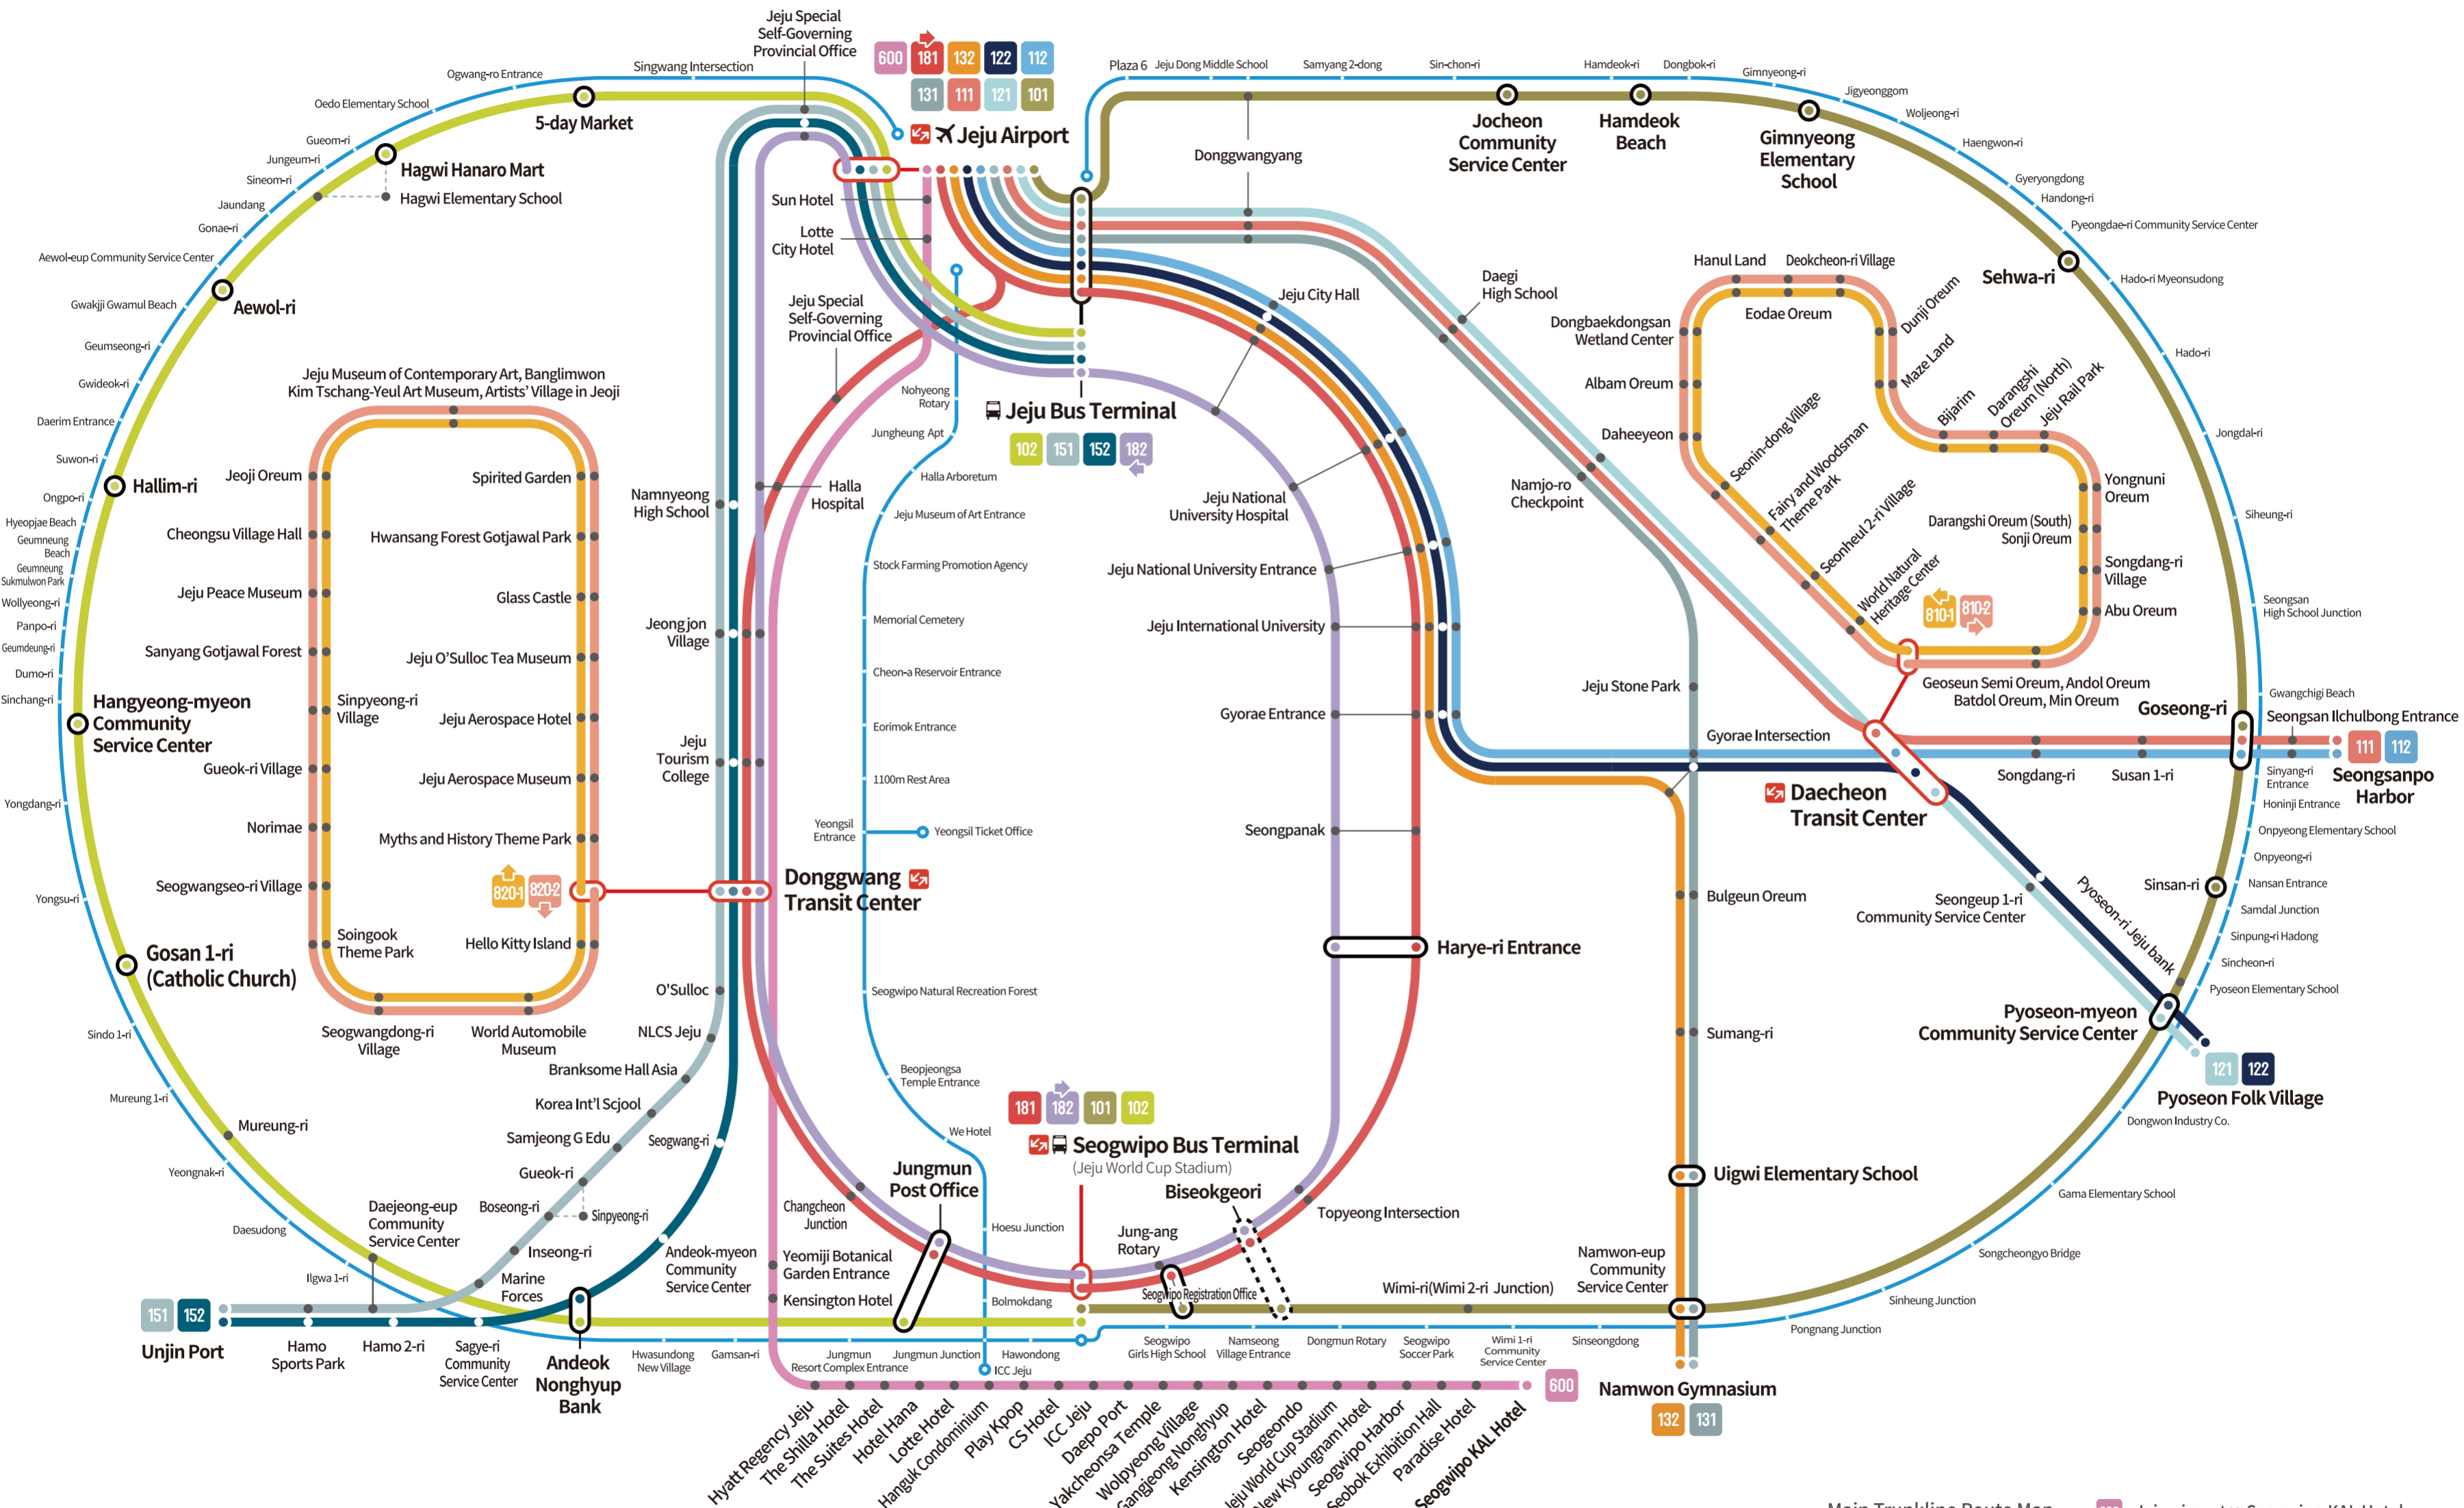 Jeju Special
Self-Governing
Provincial Office
600
181
132
122
112
131
111
121
101
Jeju Airport
Singwang Intersection
Ogwang-ro Entrance
Oedo Elementary School
Gueom-ri
Jungeum-ri
Sineom-ri
Jaundang
Gonae-ri
Aewol-eup Community Service Center
Gwakjji Gwamul Beach
Geumseong-ri
Gwideok-ri
Daerim Entrance
Suwon-ri
Ongpo-ri
Hyeopjae Beach
Geumneung
Beach
Geumneung
Sukmulwon Park
Wollyeong-ri
Panpo-ri
Geumdeung-ri
Dumo-ri
Sinchang-ri
Yongdang-ri
Yongsu-ri
Sindo 1-ri
Mureung 1-ri
Yeongnak-ri
Daesudong
Ilgwa 1-ri
5-day Market
Hagwi Hanaro Mart
Hagwi Elementary School
Aewol-ri
Hallim-ri
Hangyeong-myeon
Community
Service Center
Gosan 1-ri
(Catholic Church)
Mureung-ri
Daejeong-eup
Community
Service Center
Plaza 6
Jeju Dong Middle School
Samyang 2-dong
Sin-chon-ri
Hamdeok-ri
Dongbok-ri
Gimnyeong-ri
Jigyeonggom
Woljeong-ri
Haengwon-ri
Gyeryongdong
Handong-ri
Pyeongdae-ri Community Service Center
Hado-ri Myeonsudong
Hado-ri
Jongdal-ri
Siheung-ri
Seongsan
High School Junction
Gwangchigi Beach
Seongsan Ilchulbong Entrance
111
112
Sinyang-ri
Entrance
Seongsanpo
Harbor
Honinji Entrance
Onpyeong Elementary School
Onpyeong-ri
Nansan Entrance
Samdal Junction
Sinpung-ri Hadong
Sincheon-ri
Pyoseon Elementary School
Dongwon Industry Co.
Gama Elementary School
Songcheongyo Bridge
Sinheung Junction
Pongnang Junction
Donggwangyang
Jocheon
Community
Service Center
Hamdeok
Beach
Gimnyeong
Elementary
School
Sehwa-ri
Goseong-ri
Sinsan-ri
Sun Hotel
Lotte
City Hotel
Jeju Special
Self-Governing
Provincial Office
Nohyeong
Rotary
Jungheung Apt
Halla Arboretum
Jeju Museum of Art Entrance
Stock Farming Promotion Agency
Memorial Cemetery
Cheon-a Reservoir Entrance
Eorimok Entrance
1100m Rest Area
Yeongsil
Entrance
Yeongsil Ticket Office
Seogwipo Natural Recreation Forest
Beopjeongsa
Temple Entrance
We Hotel
Hoesu Junction
Bolmokdang
ICC Jeju
Jeju Bus Terminal
102
151
152
182
Jeju City Hall
Jeju National
University Hospital
Jeju National University Entrance
Jeju International University
Gyorae Entrance
Seongpanak
Harye-ri Entrance
Daegi
High School
Namjo-ro
Checkpoint
Jeju Stone Park
Gyorae Intersection
Bulgeun Oreum
Sumang-ri
Uigwi Elementary School
Namwon-eup
Community
Service Center
Namwon Gymnasium
132
131
Daecheon
Transit Center
Songdang-ri
Susan 1-ri
Seongeup 1-ri
Community Service Center
Pyoseon-ri Jeju bank
Pyoseon-myeon
Community Service Center
121
122
Pyoseon Folk Village
Hanul Land
Deokcheon-ri Village
Eodae Oreum
Dunji Oreum
Maze Land
Bijarim
Darangshi
Oreum (North)
Jeju Rail Park
Yongnuni
Oreum
Darangshi Oreum (South)
Sonji Oreum
Songdang-ri
Village
Abu Oreum
Geoseun Semi Oreum, Andol Oreum
Batdol Oreum, Min Oreum
Dongbaekdongsan
Wetland Center
Albam Oreum
Daheeyeon
Seonin-dong Village
Fairy and Woodsman
Theme Park
Seonheul 2-ri Village
World Natural
Heritage Center
810-1
810-2
Jeju Museum of Contemporary Art, Banglimwon
Kim Tschang-Yeul Art Museum, Artists’ Village in Jeoji
Jeoji Oreum
Cheongsu Village Hall
Jeju Peace Museum
Sanyang Gotjawal Forest
Sinpyeong-ri
Village
Gueok-ri Village
Norimae
Seogwangseo-ri Village
Soingook
Theme Park
Seogwangdong-ri
Village
World Automobile
Museum
Spirited Garden
Hwansang Forest Gotjawal Park
Glass Castle
Jeju O’Sulloc Tea Museum
Jeju Aerospace Hotel
Jeju Aerospace Museum
Myths and History Theme Park
820-1
820-2
Hello Kitty Island
Namnyeong
High School
Halla
Hospital
Jeong jon
Village
Jeju
Tourism
College
Donggwang
Transit Center
O'Sulloc
NLCS Jeju
Branksome Hall Asia
Korea Int’l Scjool
Samjeong G Edu
Gueok-ri
Boseong-ri
Sinpyeong-ri
Inseong-ri
Marine
Forces
Seogwang-ri
Andeok-myeon
Community
Service Center
151
152
Unjin Port
Hamo
Sports Park
Hamo 2-ri
Sagye-ri
Community
Service Center
Andeok
Nonghyup
Bank
Hwasundong
New Village
Gamsan-ri
Jungmun
Resort Complex Entrance
Jungmun Junction
Hawondong
Changcheon
Junction
Yeomiji Botanical
Garden Entrance
Kensington Hotel
Jungmun
Post Office
181
182
101
102
Seogwipo Bus Terminal
(Jeju World Cup Stadium)
Biseokgeori
Jung-ang
Rotary
Seogwipo Registration Office
Topyeong Intersection
Wimi-ri(Wimi 2-ri Junction)
Seogwipo
Girls High School
Namseong
Village Entrance
Dongmun Rotary
Seogwipo
Soccer Park
Wimi 1-ri
Community
Service Center
Sinseongdong
600
Hyatt Regency Jeju
The Shilla Hotel
The Suites Hotel
Hotel Hana
Lotte Hotel
Hanguk Condominium
Play Kpop
CS Hotel
ICC Jeju
Daepo Port
Yakcheonsa Temple
Wolpyeong Village
Gangjeong Nonghyup
Kensington Hotel
Seogeondo
Jeju World Cup Stadium
New Kyoungnam Hotel
Seogwipo Harbor
Seobok Exhibition Hall
Paradise Hotel
Seogwipo KAL Hotel